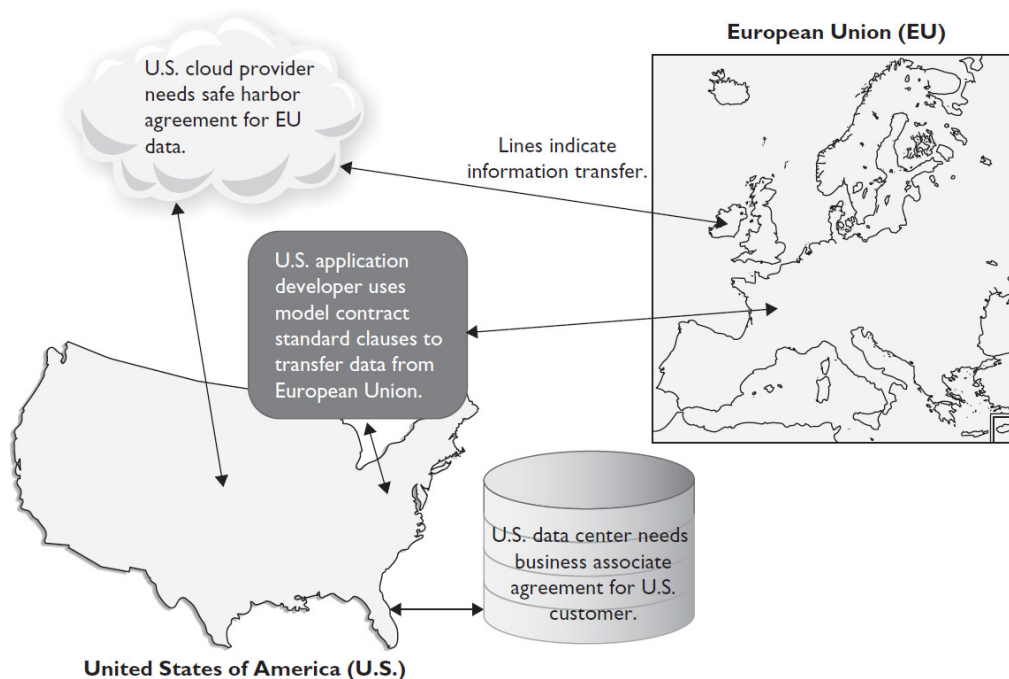 European Union (EU)
U.S. cloud provider
needs safe harbor
agreement for EU
data.
Lines indicate
information transfer.
U.S. application
developer uses
model contract
standard clauses to
transfer data from
European Union.
U.S. data center needs
business associate
agreement for U.S.
customer.
United States of America (U.S.)